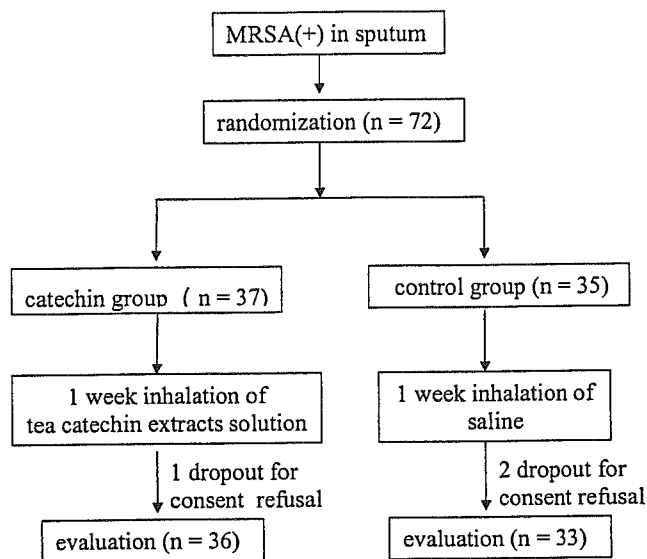 MRSA(+) in sputum
randomization (n = 72)
catechin group ( n = 37)
control group (n = 35)
1 week inhalation of
tea catechin extracts solution
1 week inhalation of
saline
1 dropout for
consent refusal
2 dropout for
consent refusal
evaluation (n = 36)
evaluation (n = 33)